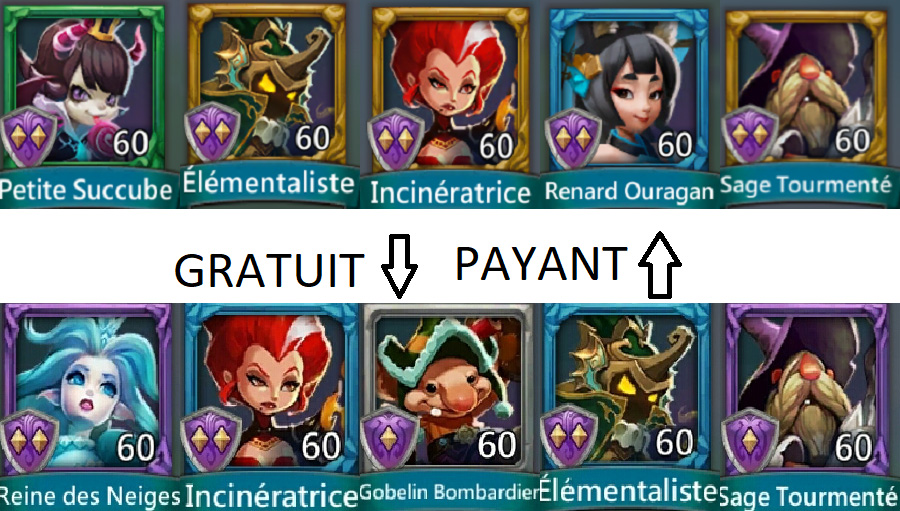 60 60 60 60 60
Petite Succube Élémentaliste Incinératrice Renard Ouragan Sage Tourmenté
GRATUIT PAYANT
60 60 60 60 60
Reine des Neiges Incinératrice Gobelin Bombardier Élémentaliste Sage Tourmenté